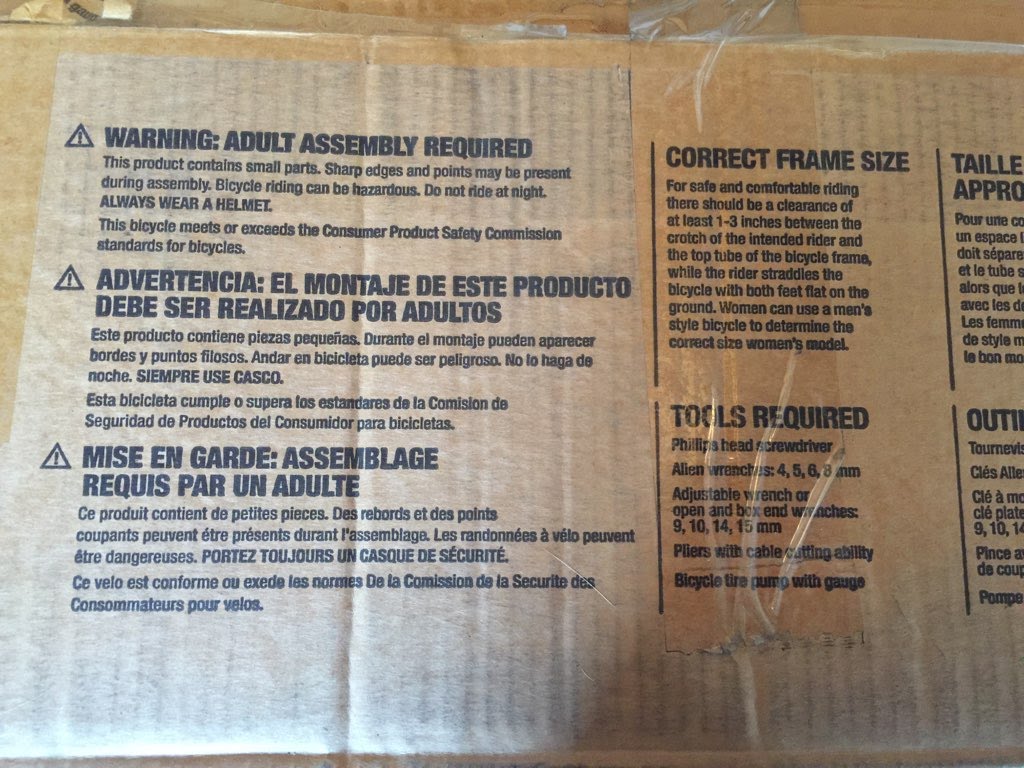 WARNING: ADULT ASSEMBLY REQUIRED
This product contains small parts. Sharp edges and points may be present
during assembly. Bicycle riding can be hazardous. Do not ride at night.
ALWAYS WEAR A HELMET.
This bicycle meets or exceeds the Consumer Product Safety Commission
standards for bicycles.
ADVERTENCIA: EL MONTAJE DE ESTE PRODUCTO
DEBE SER REALIZADO POR ADULTOS
Este producto contiene piezas pequeñas. Durante el montaje pueden aparecer
bordes y puntos filosos. Andar en bicicleta puede ser peligroso. No lo haga de
noche. SIEMPRE USE CASCO.
Esta bicicleta cumple o supera los estandares de la Comision de
Seguridad de Productos del Consumidor para bicicletas.
MISE EN GARDE: ASSEMBLAGE
REQUIS PAR UN ADULTE
Ce produit contient de petites pieces. Des rebords et des points
coupants peuvent étre présents durant l'assemblage. Les randonnées à vélo peuvent
être dangereuses. PORTEZ TOUJOURS UN CASQUE DE SÉCURITÉ.
Ce velo est conforme ou exede les normes De la Comission de la Securite des
Consommateurs pour velos.
CORRECT FRAME SIZE
For safe and comfortable riding
there should be a clearance of
at least 1-3 inches between the
crotch of the intended rider and
the top tube of the bicycle frame,
while the rider straddles the
bicycle with both feet flat on the
ground. Women can use a men's
style bicycle to determine the
correct size women's model.
TOOLS REQUIRED
Phillips head screwdriver
Allen wrenches: 4, 5, 6, 8 mm
Adjustable wrench or
open and box end wrenches:
9, 10, 14, 15 mm
Pliers with cable cutting ability
Bicycle tire pump with gauge
TAILLE
APPRO
Pour une co
un espace l
doit sépare
et le tube s
alors que l
avec les de
Les femme
de style m
le bon mo
OUTI
Tournevis
Clés Alle
Clé à mo
clé plate
9, 10, 14
Pince a
de coup
Pompe